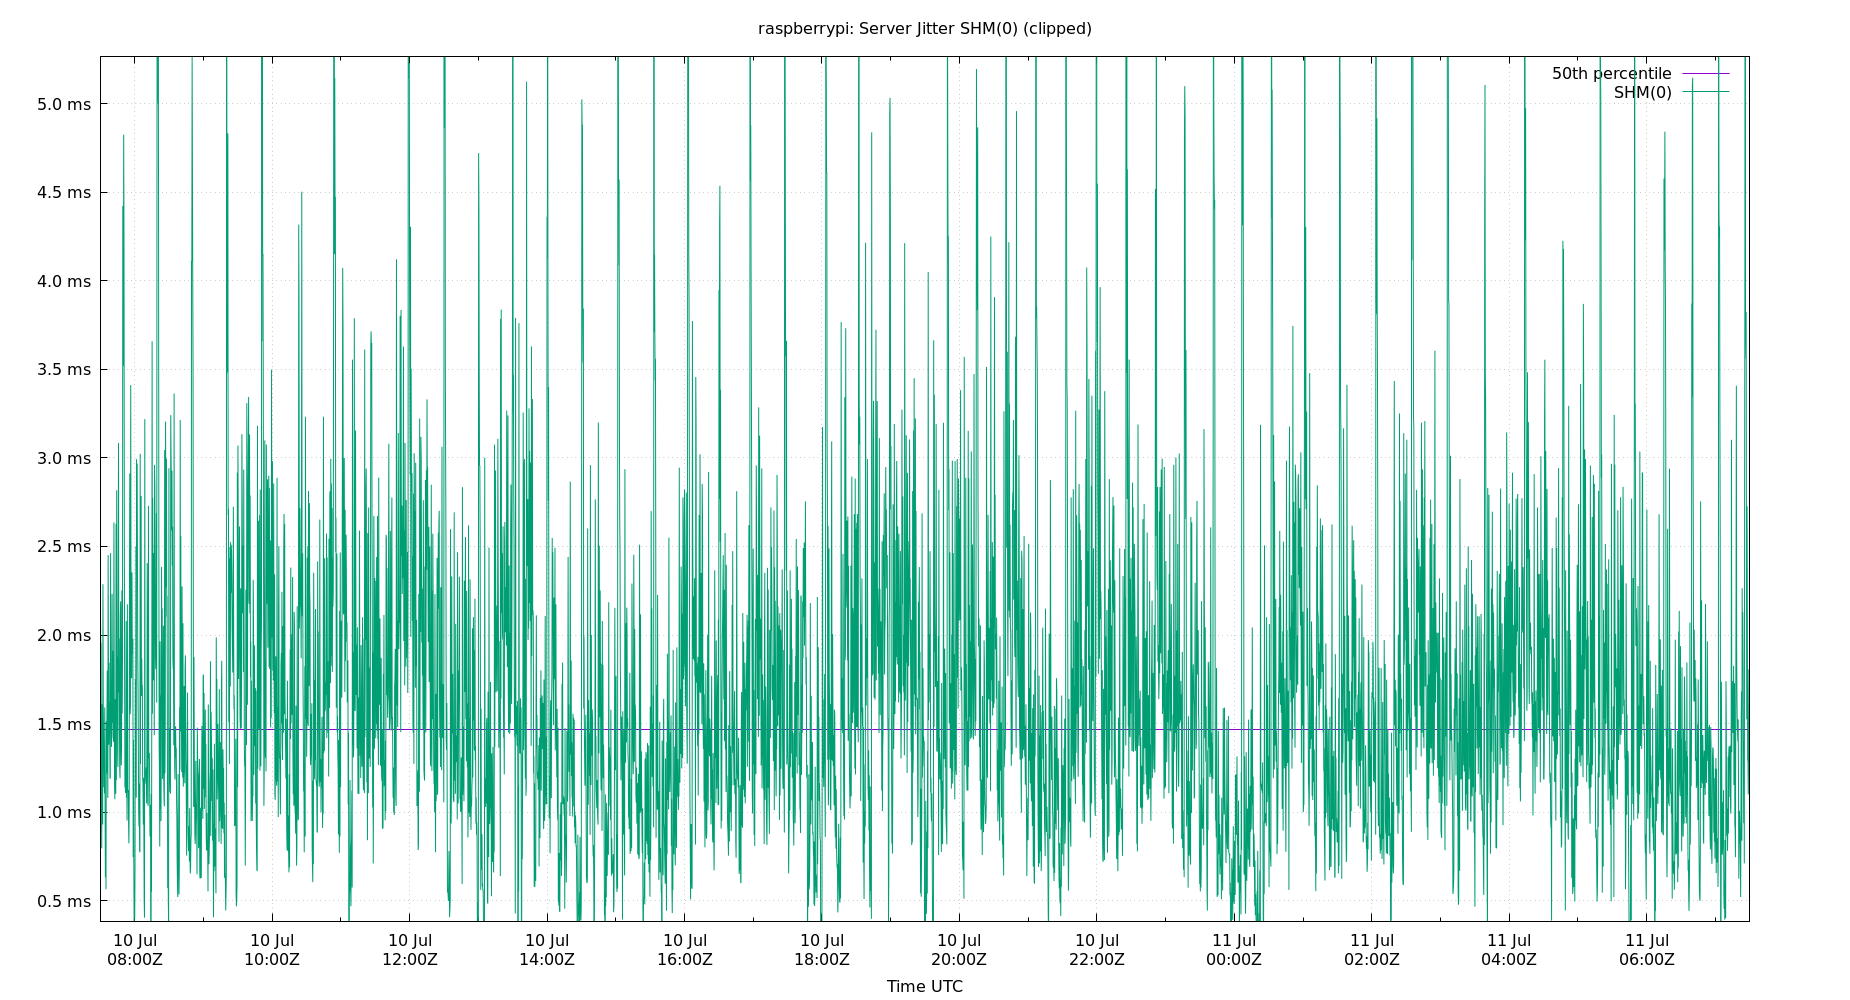 raspberrypi: Server Jitter SHM(0) (clipped)
50th percentile
SHM(0)
5.0 ms
4.5 ms
4.0 ms
3.5 ms
3.0 ms
2.5 ms
2.0 ms
1.5 ms
1.0 ms
0.5 ms
10 Jul 10 Jul 10 Jul 10 Jul 10 Jul 10 Jul 10 Jul 10 Jul 11 Jul 11 Jul 11 Jul 11 Jul
08:00Z 10:00Z 12:00Z 14:00Z 16:00Z 18:00Z 20:00Z 22:00Z 00:00Z 02:00Z 04:00Z 06:00Z
Time UTC